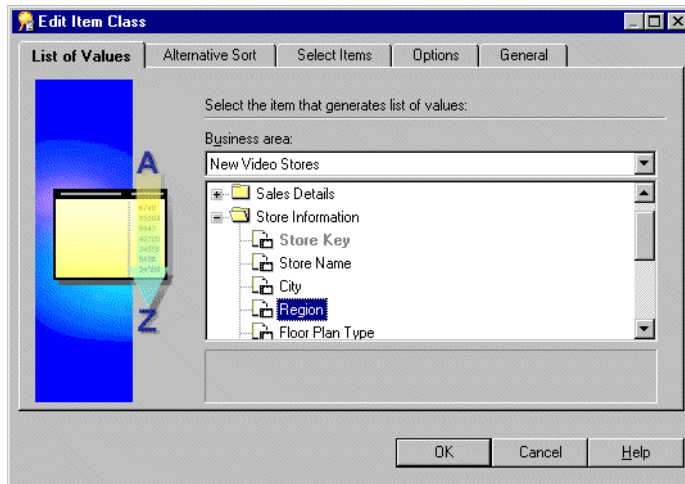 Edit Item Class
List of Values Alternative Sort Select Items Options General
Select the item that generates list of values:
Business area:
New Video Stores
Sales Details
Store Information
Store Key
Store Name
City
Region
Floor Plan Type
A
Z
OK Cancel Help